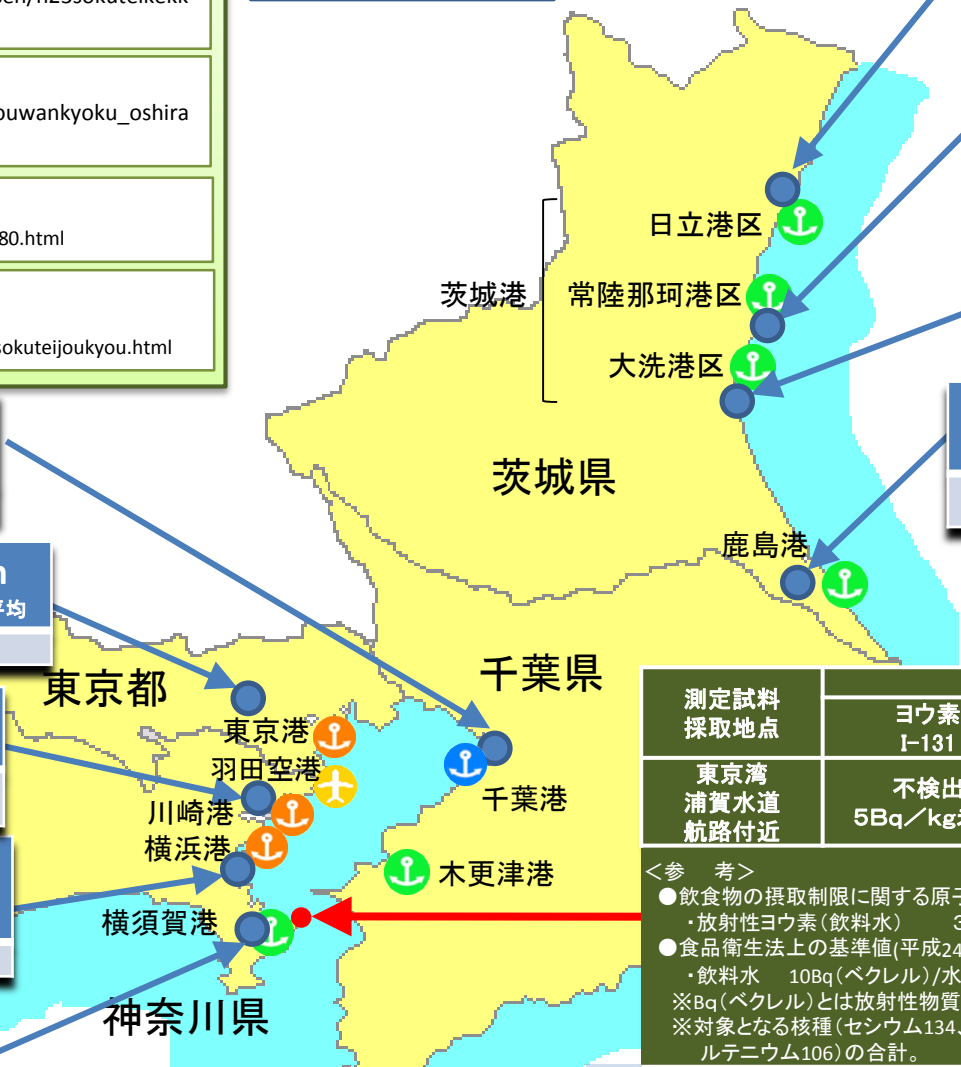 ouwankyoku_oshira
80.html
sokuteijoukyou.html
日立港区
茨城港
常陸那珂港区
大洗港区
茨城県
鹿島港
平均
東京都
千葉県
東京港
羽田空港
川崎港
千葉港
横浜港
木更津港
横須賀港
神奈川県
測定試料
採取地点
ヨウ素
I-131
東京湾
浦賀水道
航路付近
不検出
5Bq/kg
<参 考>
●飲食物の摂取制限に関する原子
・放射性ヨウ素(飲料水) 3
●食品衛生法上の基準値(平成24
・飲料水 10Bq(ベクレル)/水
※Bq(ベクレル)とは放射性物質
※対象となる核種(セシウム134、
ルテニウム106)の合計。